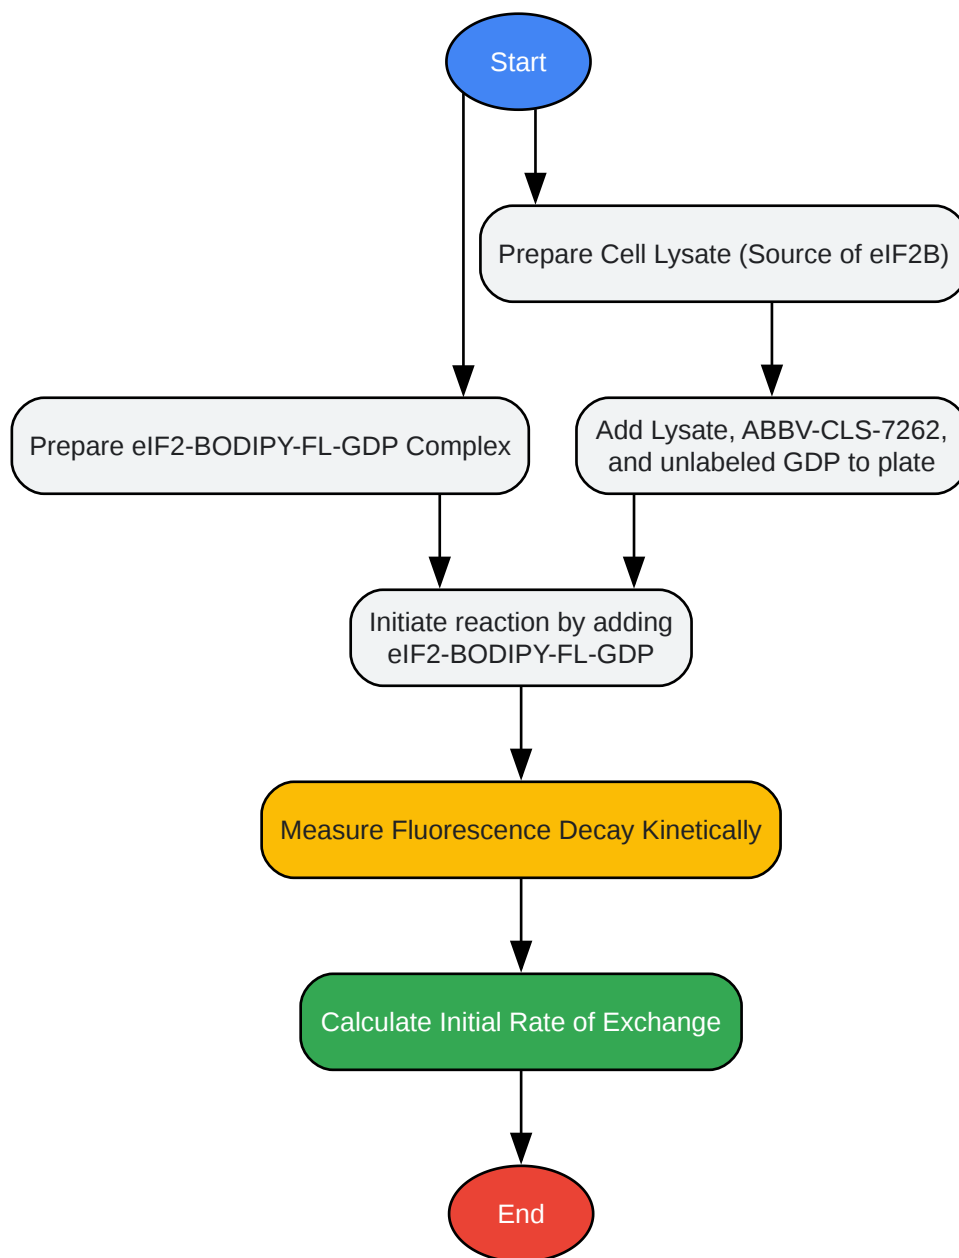 Start
Prepare Cell Lysate (Source of eIF2B)
Prepare eIF2-BODIPY-FL-GDP Complex
Add Lysate, ABBV-CLS-7262,
and unlabeled GDP to plate
Initiate reaction by adding
eIF2-BODIPY-FL-GDP
Measure Fluorescence Decay Kinetically
Calculate Initial Rate of Exchange
End